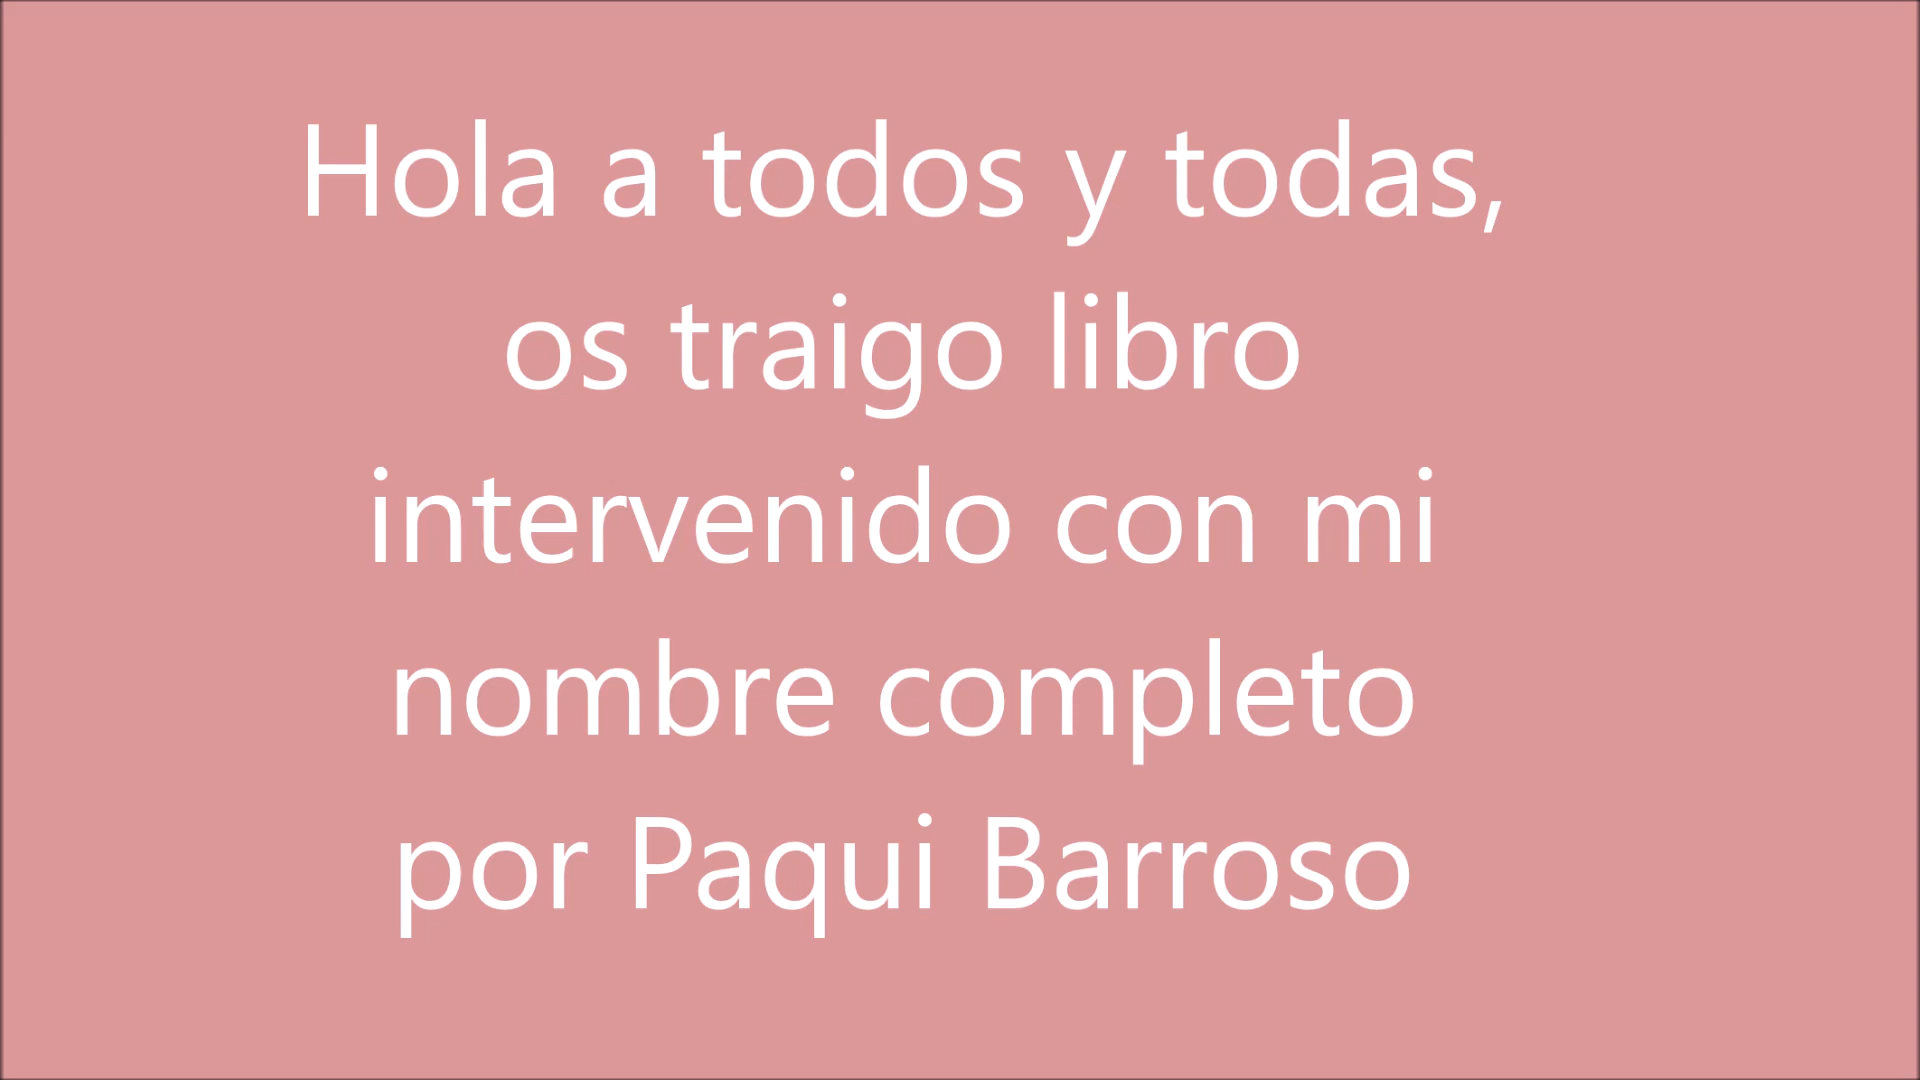 Hola a todos y todas,
os traigo libro
intervenido con mi
nombre completo
por Paqui Barroso